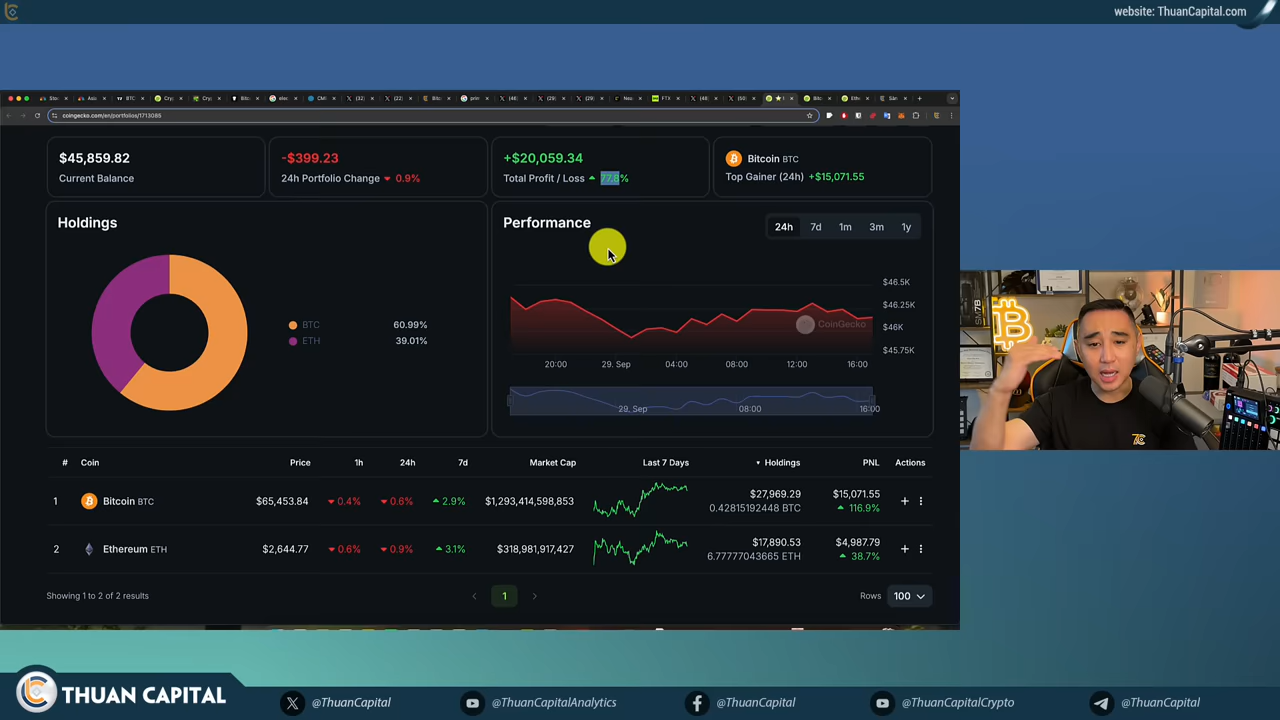 website: ThuanCapital.com
coingecko.com/en/portfolios/1713086
$45,859.82
Current Balance
-$399.23
24h Portfolio Change 0.9%
+$20,059.34
Total Profit / Loss 77.8%
Bitcoin BTC
Top Gainer (24h) +$15,071.55
Holdings
BTC 60.99%
ETH 39.01%
Performance
24h 7d 1m 3m 1y
$46.5K
$46.25K
$46K
$45.75K
CoinGecko
20:00 29. Sep 04:00 08:00 12:00 16:00
29. Sep 08:00 16:00
# Coin Price 1h 24h 7d Market Cap Last 7 Days Holdings PNL Actions
1 Bitcoin BTC $65,453.84 0.4% 0.6% 2.9% $1,293,414,598,853 $27,969.29 $15,071.55 +
0.42815192448 BTC 116.9%
2 Ethereum ETH $2,644.77 0.6% 0.9% 3.1% $318,981,917,427 $17,890.53 $4,987.79 +
6.77777043665 ETH 38.7%
Showing 1 to 2 of 2 results
1
Rows 100
SM7B
THUAN CAPITAL
@ThuanCapital
@ThuanCapitalAnalytics
@ThuanCapital
@ThuanCapitalCrypto
@ThuanCapital